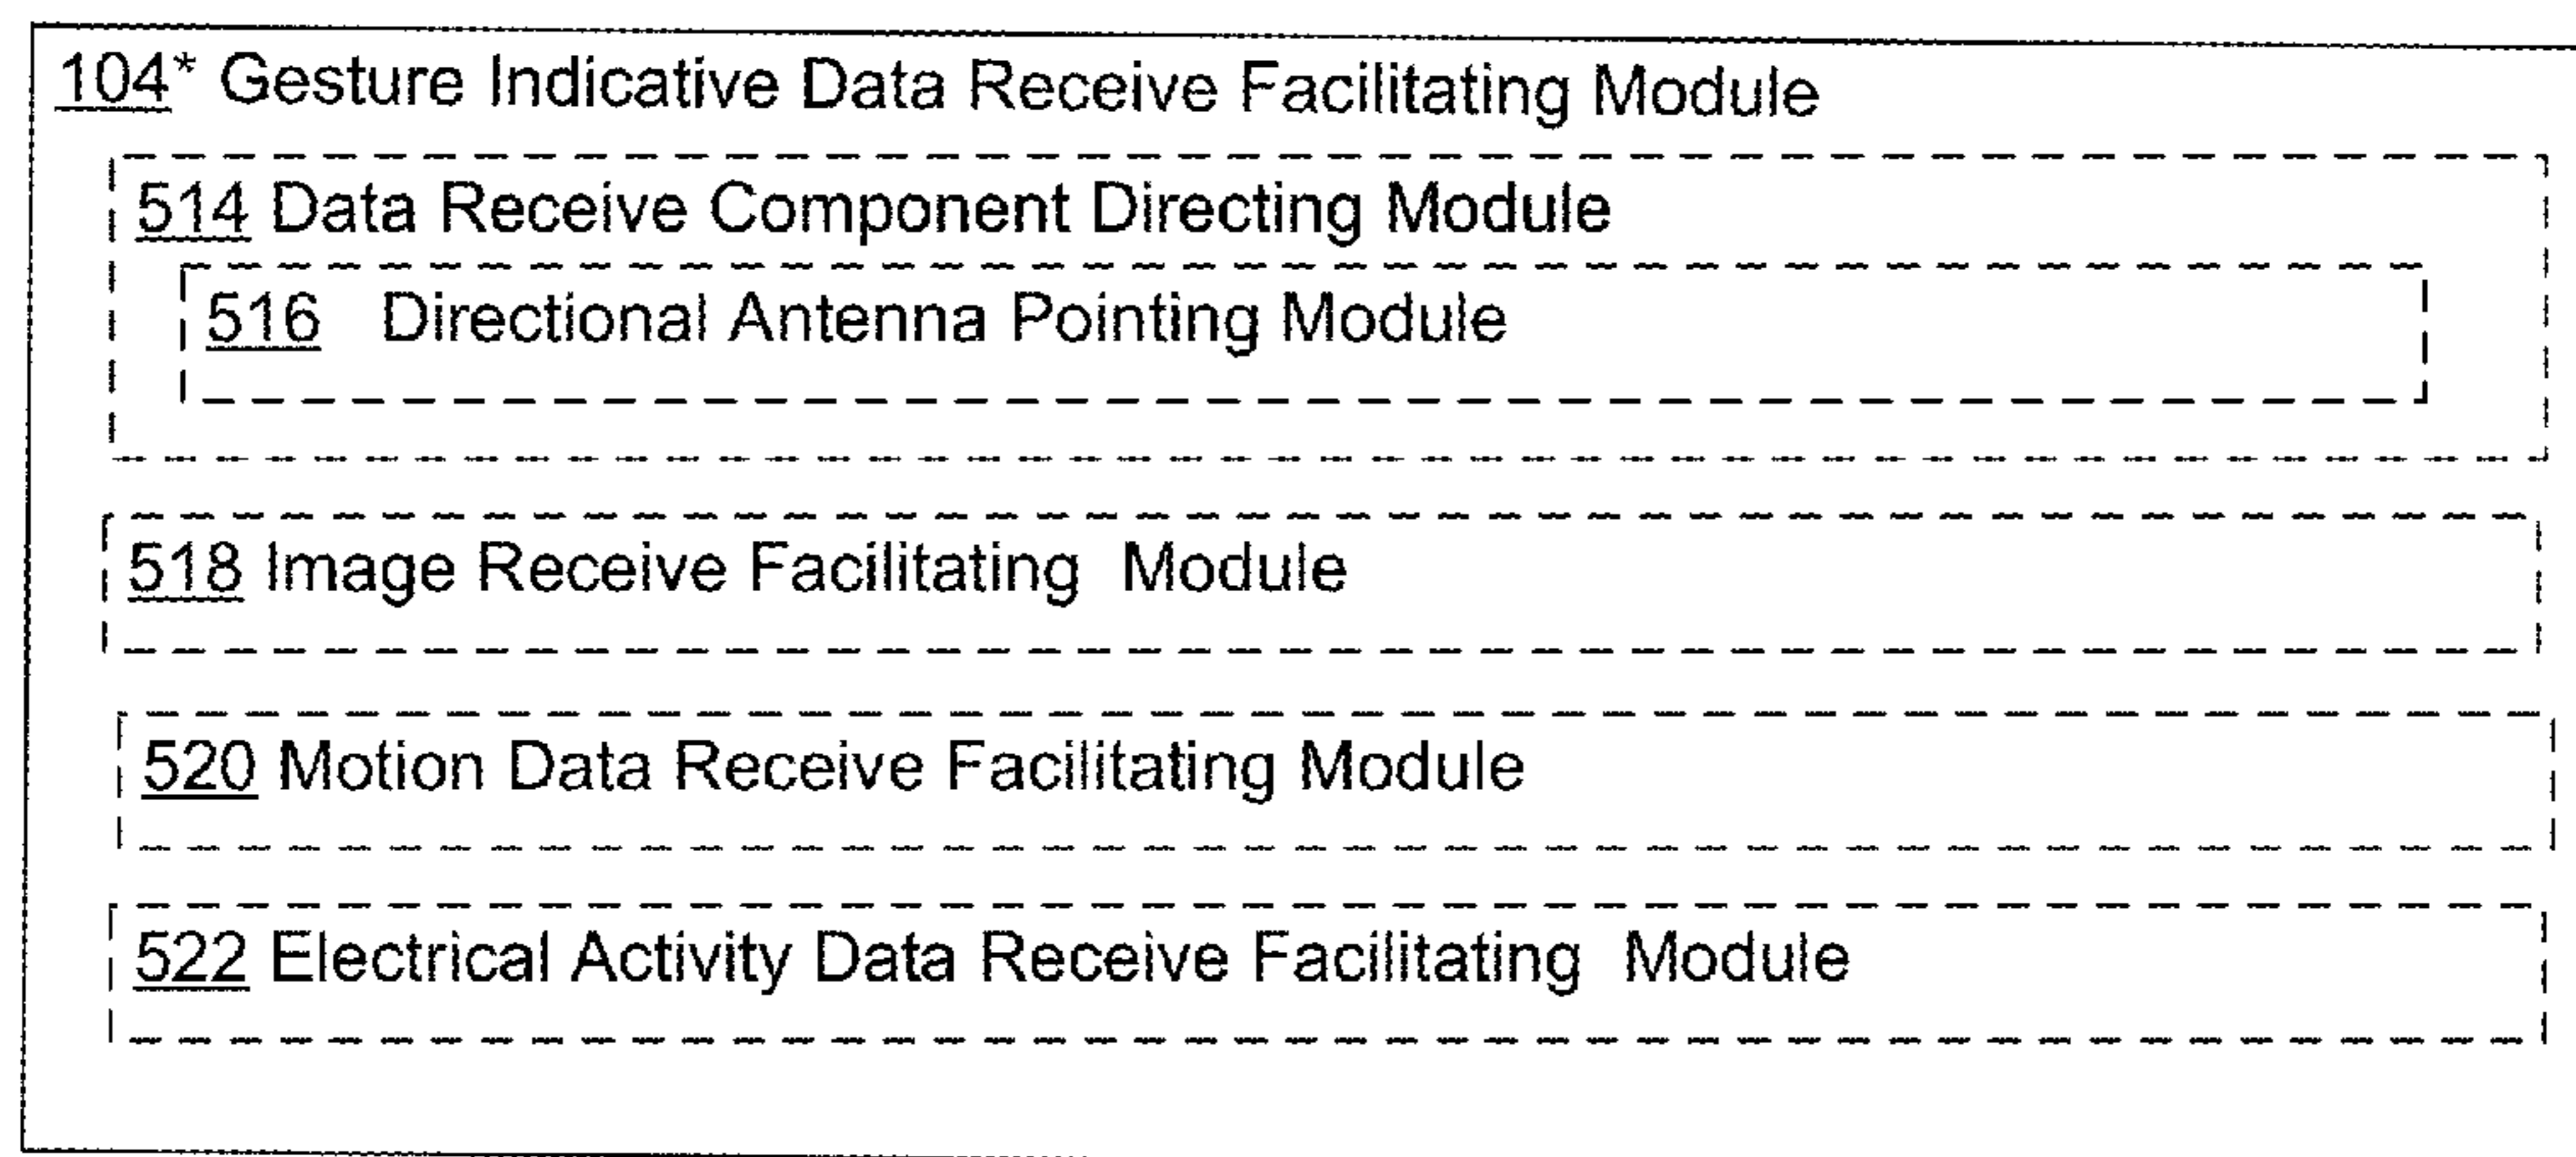 104* Gesture Indicative Data Receive Facilitating Module
514 Data Receive Component Directing Module
516 Directional Antenna Pointing Module
518 Image Receive Facilitating Module
520 Motion Data Receive Facilitating Module
522 Electrical Activity Data Receive Facilitating Module